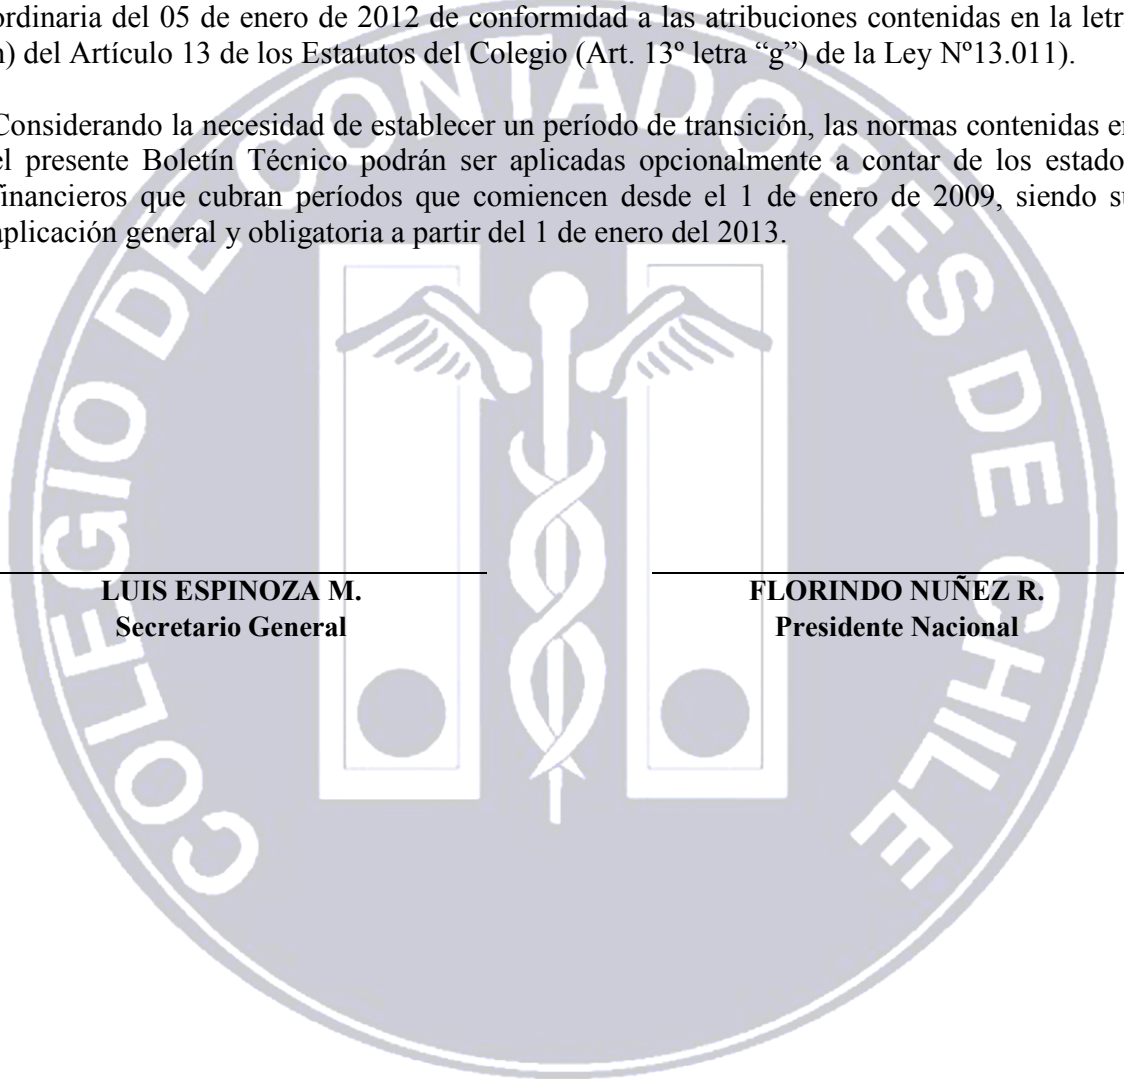 ordinaria del 05 de enero de 2012 de conformidad a las atribuciones contenidas en la letra
n) del Artículo 13 de los Estatutos del Colegio (Art. 13º letra “g”) de la Ley Nº13.011).
Considerando la necesidad de establecer un período de transición, las normas contenidas en
el presente Boletín Técnico podrán ser aplicadas opcionalmente a contar de los estado
financieros que cubran períodos que comiencen desde el 1 de enero de 2009, siendo su
aplicación general y obligatoria a partir del 1 de enero del 2013.
LUIS ESPINOZA M.
Secretario General
FLORINDO NUÑEZ R.
Presidente Nacional
COLEGIO DE CONTADORES DE CHILE